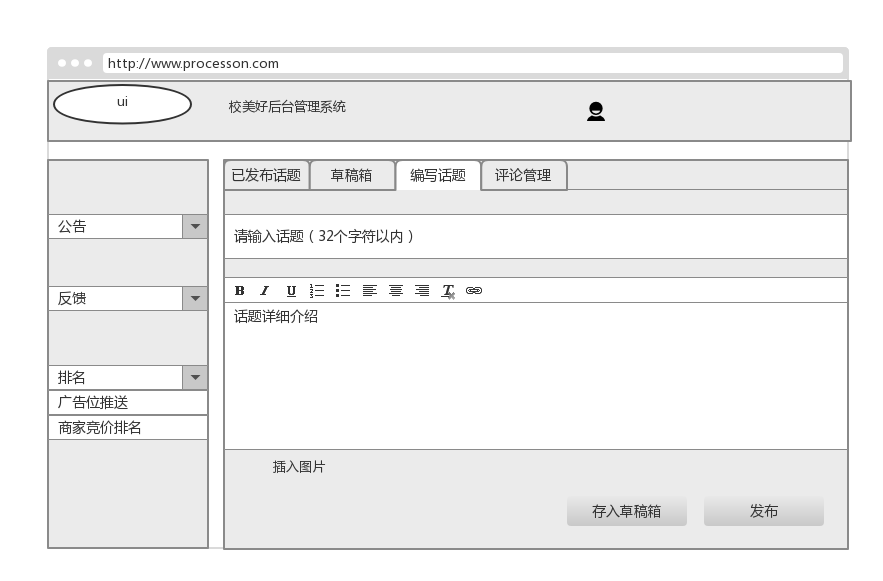 http://www.processon.com
ui
校美好后台管理系统
已发布话题 草稿箱 编写话题 评论管理
公告
反馈
排名
广告位推送
商家竞价排名
请输入话题（32个字符以内）
B I U
话题详细介绍
插入图片
存入草稿箱 发布